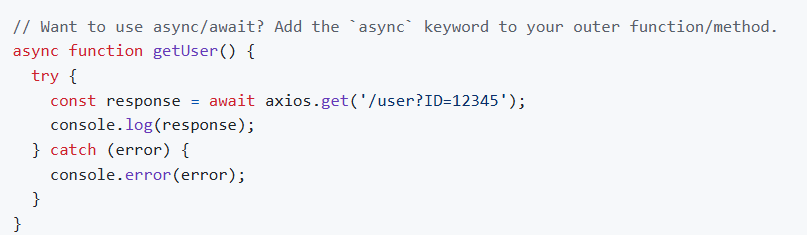 // Want to use async/await? Add the `async` keyword to your outer function/method.
async function getUser() {
  try {
    const response = await axios.get('/user?ID=12345');
    console.log(response);
  } catch (error) {
    console.error(error);
  }
}